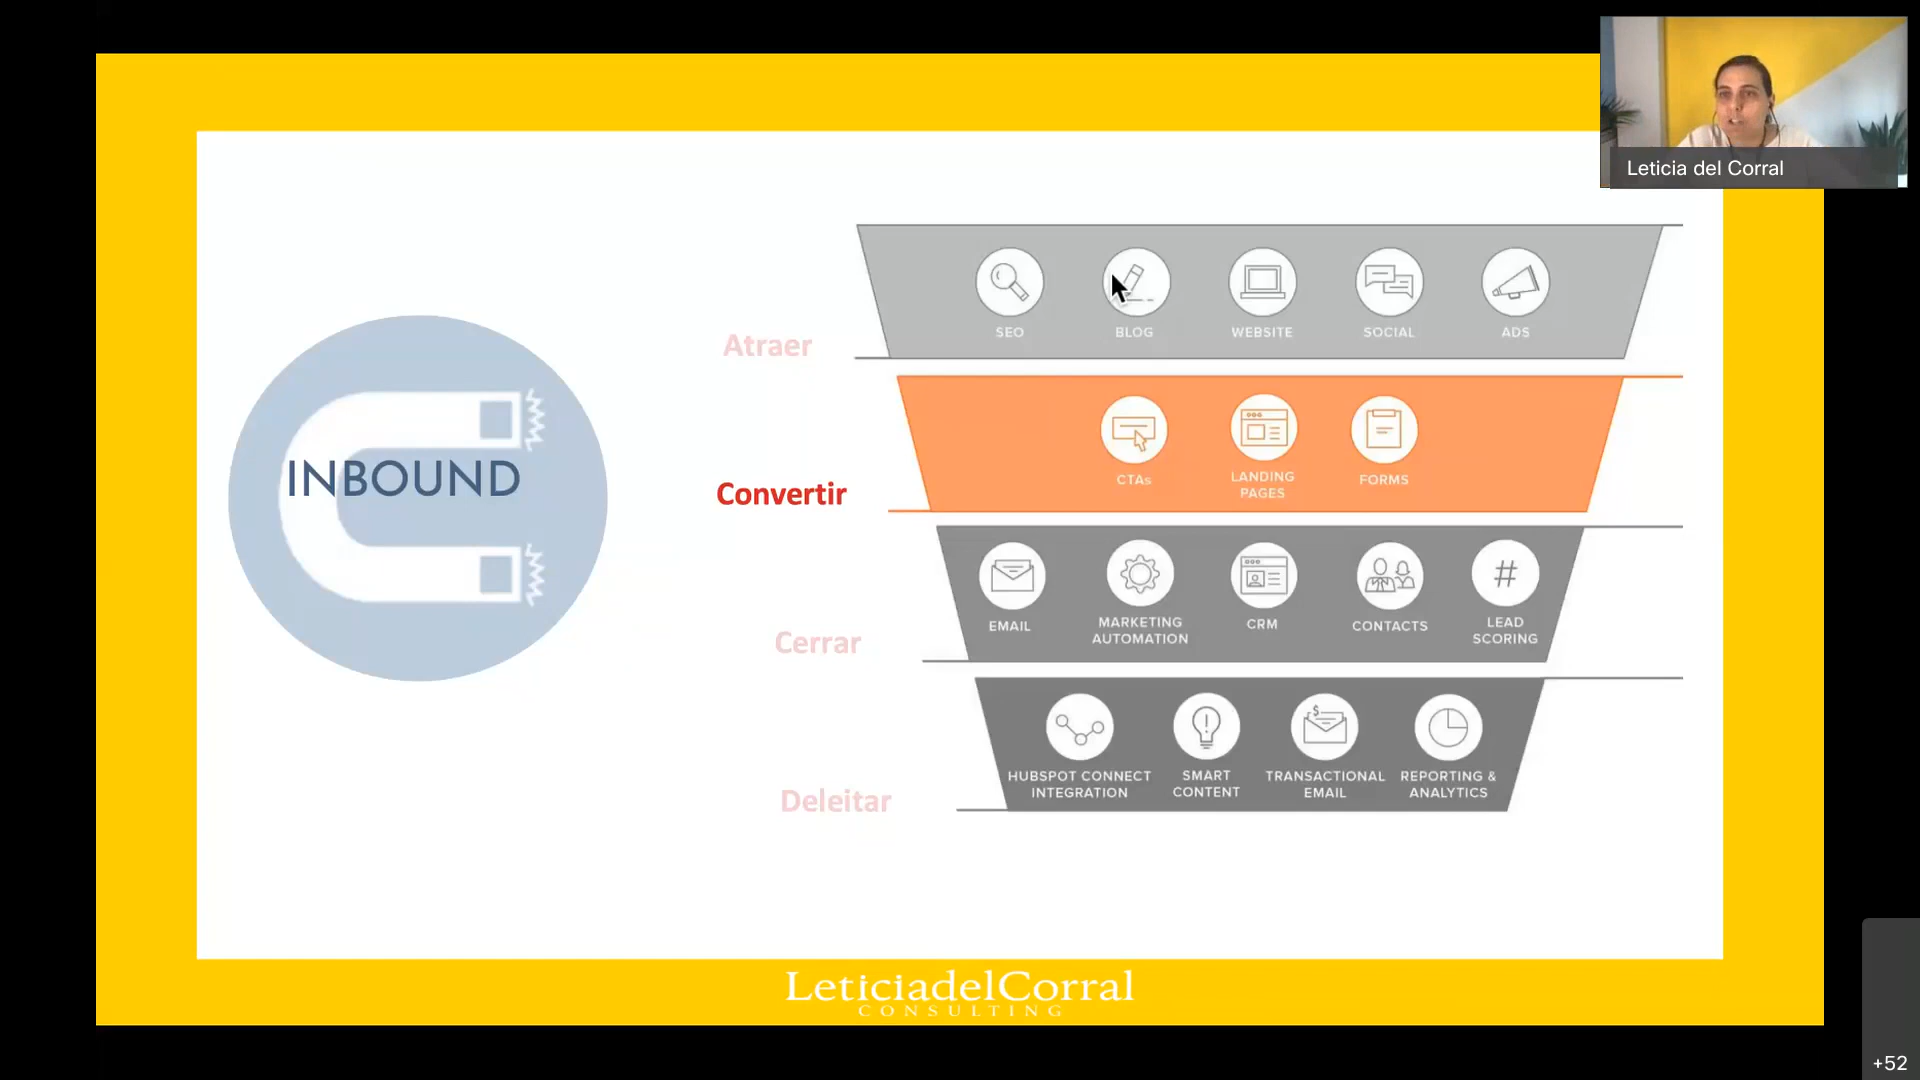 Leticia del Corral
INBOUND
Atraer
SEO
BLOG
WEBSITE
SOCIAL
ADS
Convertir
CTAs
LANDING
PAGES
FORMS
Cerrar
EMAIL
MARKETING
AUTOMATION
CRM
CONTACTS
#
LEAD
SCORING
Deleitar
HUBSPOT CONNECT
INTEGRATION
SMART
CONTENT
$
TRANSACTIONAL
EMAIL
REPORTING &
ANALYTICS
LeticiadelCorral
CONSULTING
+52